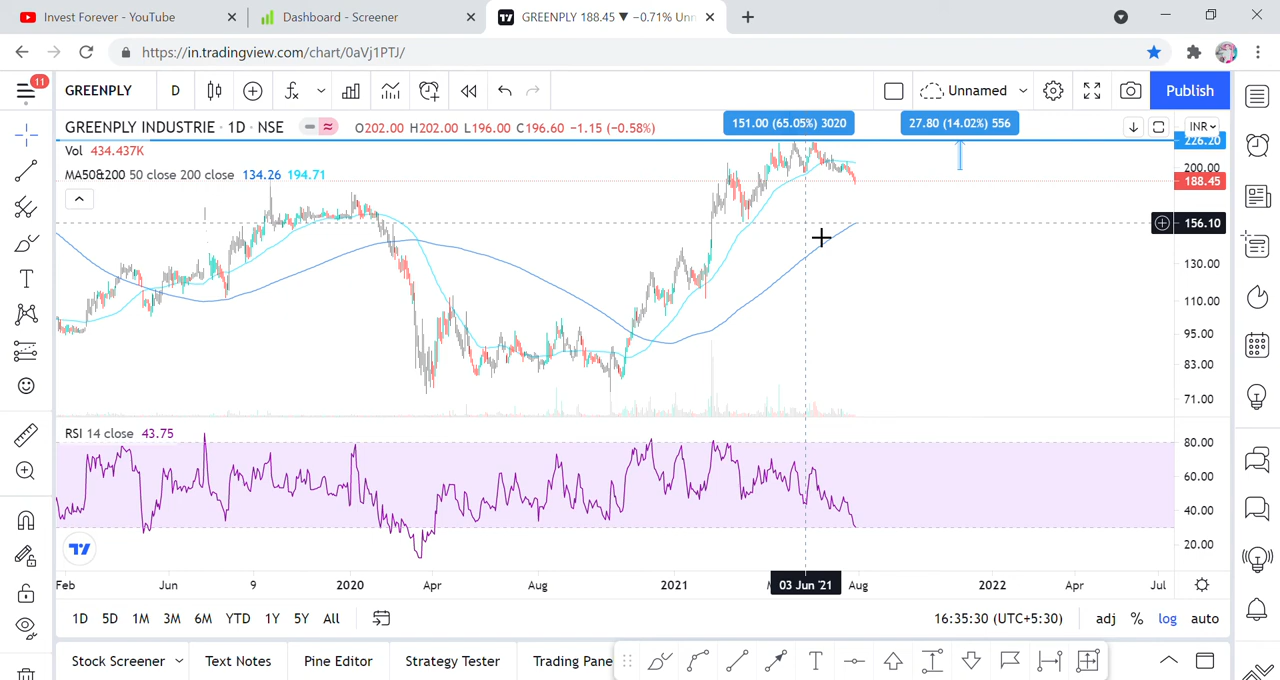 Invest Forever - YouTube
Dashboard - Screener
GREENPLY 188.45 ▼ −0.71% Unn
https://in.tradingview.com/chart/0aVj1PTJ/
11
GREENPLY
D
Unnamed
Publish
GREENPLY INDUSTRIE · 1D · NSE
O202.00 H202.00 L196.00 C196.60 −1.15 (−0.58%)
151.00 (65.05%) 3020
27.80 (14.02%) 556
INR
Vol 434.437K
MA50&200 50 close 200 close 134.26 194.71
226.20
200.00
188.45
156.10
130.00
110.00
95.00
83.00
71.00
RSI 14 close 43.75
80.00
60.00
40.00
20.00
Feb
Jun
9
2020
Apr
Aug
2021
03 Jun '21
Aug
2022
Apr
Jul
1D 5D 1M 3M 6M YTD 1Y 5Y All
16:35:30 (UTC+5:30)
adj % log auto
Stock Screener
Text Notes
Pine Editor
Strategy Tester
Trading Pane